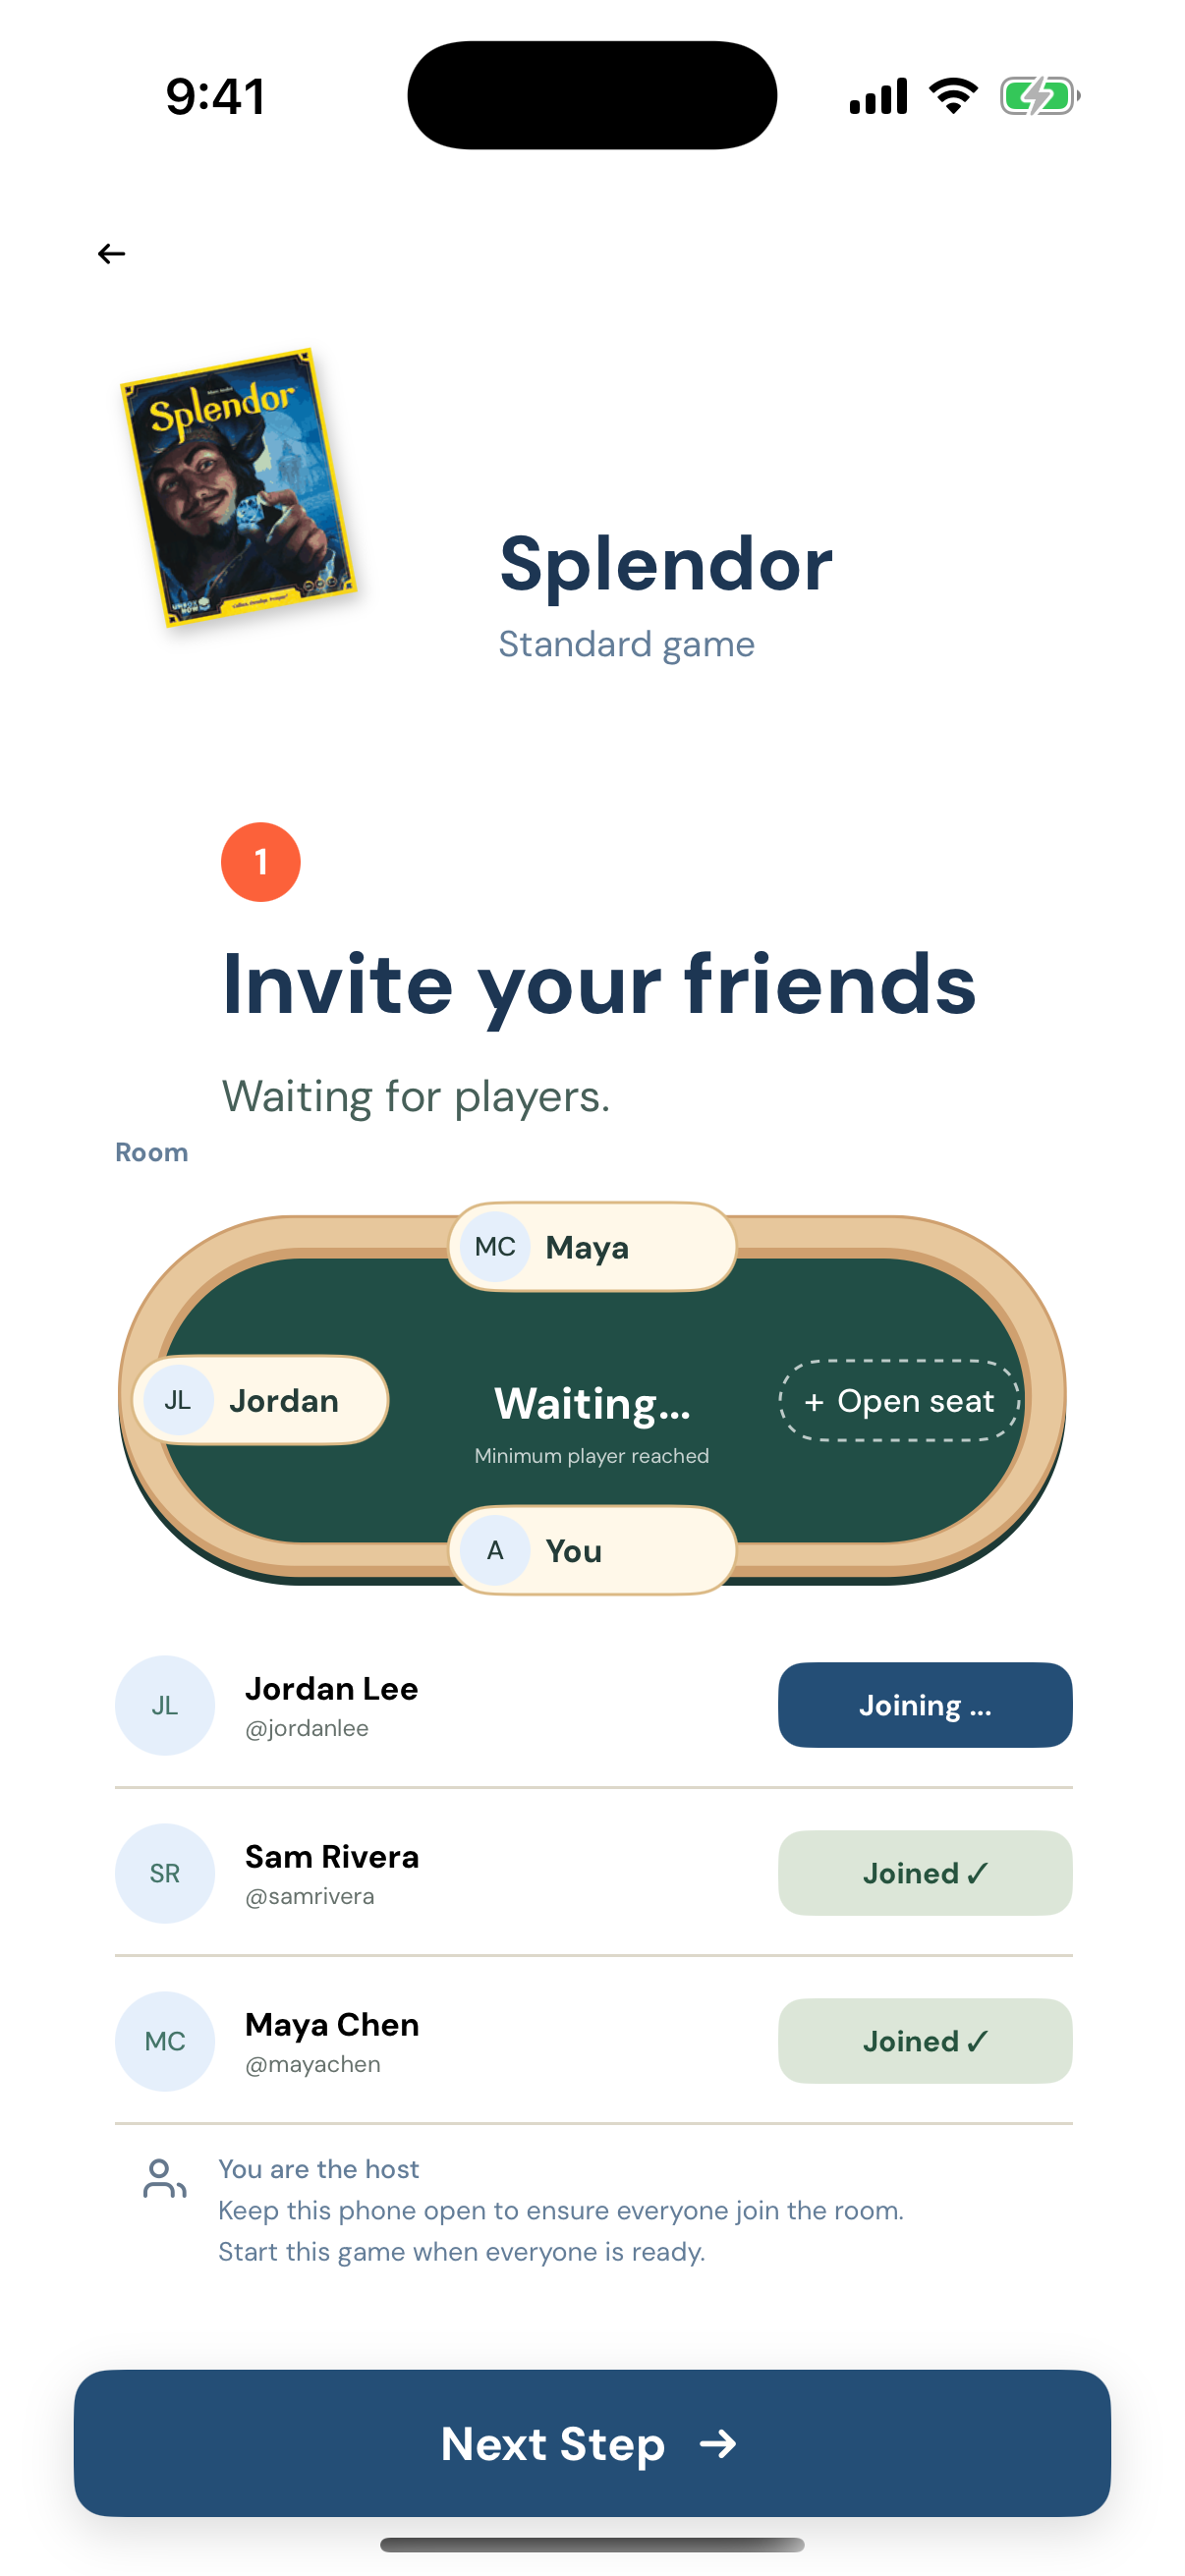 9:41
Splendor
Splendor
Standard game
1
Invite your friends
Waiting for players.
Room
MC Maya
JL Jordan
Waiting...
+ Open seat
Minimum player reached
A You
JL
Jordan Lee
@jordanlee
Joining ...
SR
Sam Rivera
@samrivera
Joined ✓
MC
Maya Chen
@mayachen
Joined ✓
You are the host
Keep this phone open to ensure everyone join the room.
Start this game when everyone is ready.
Next Step →